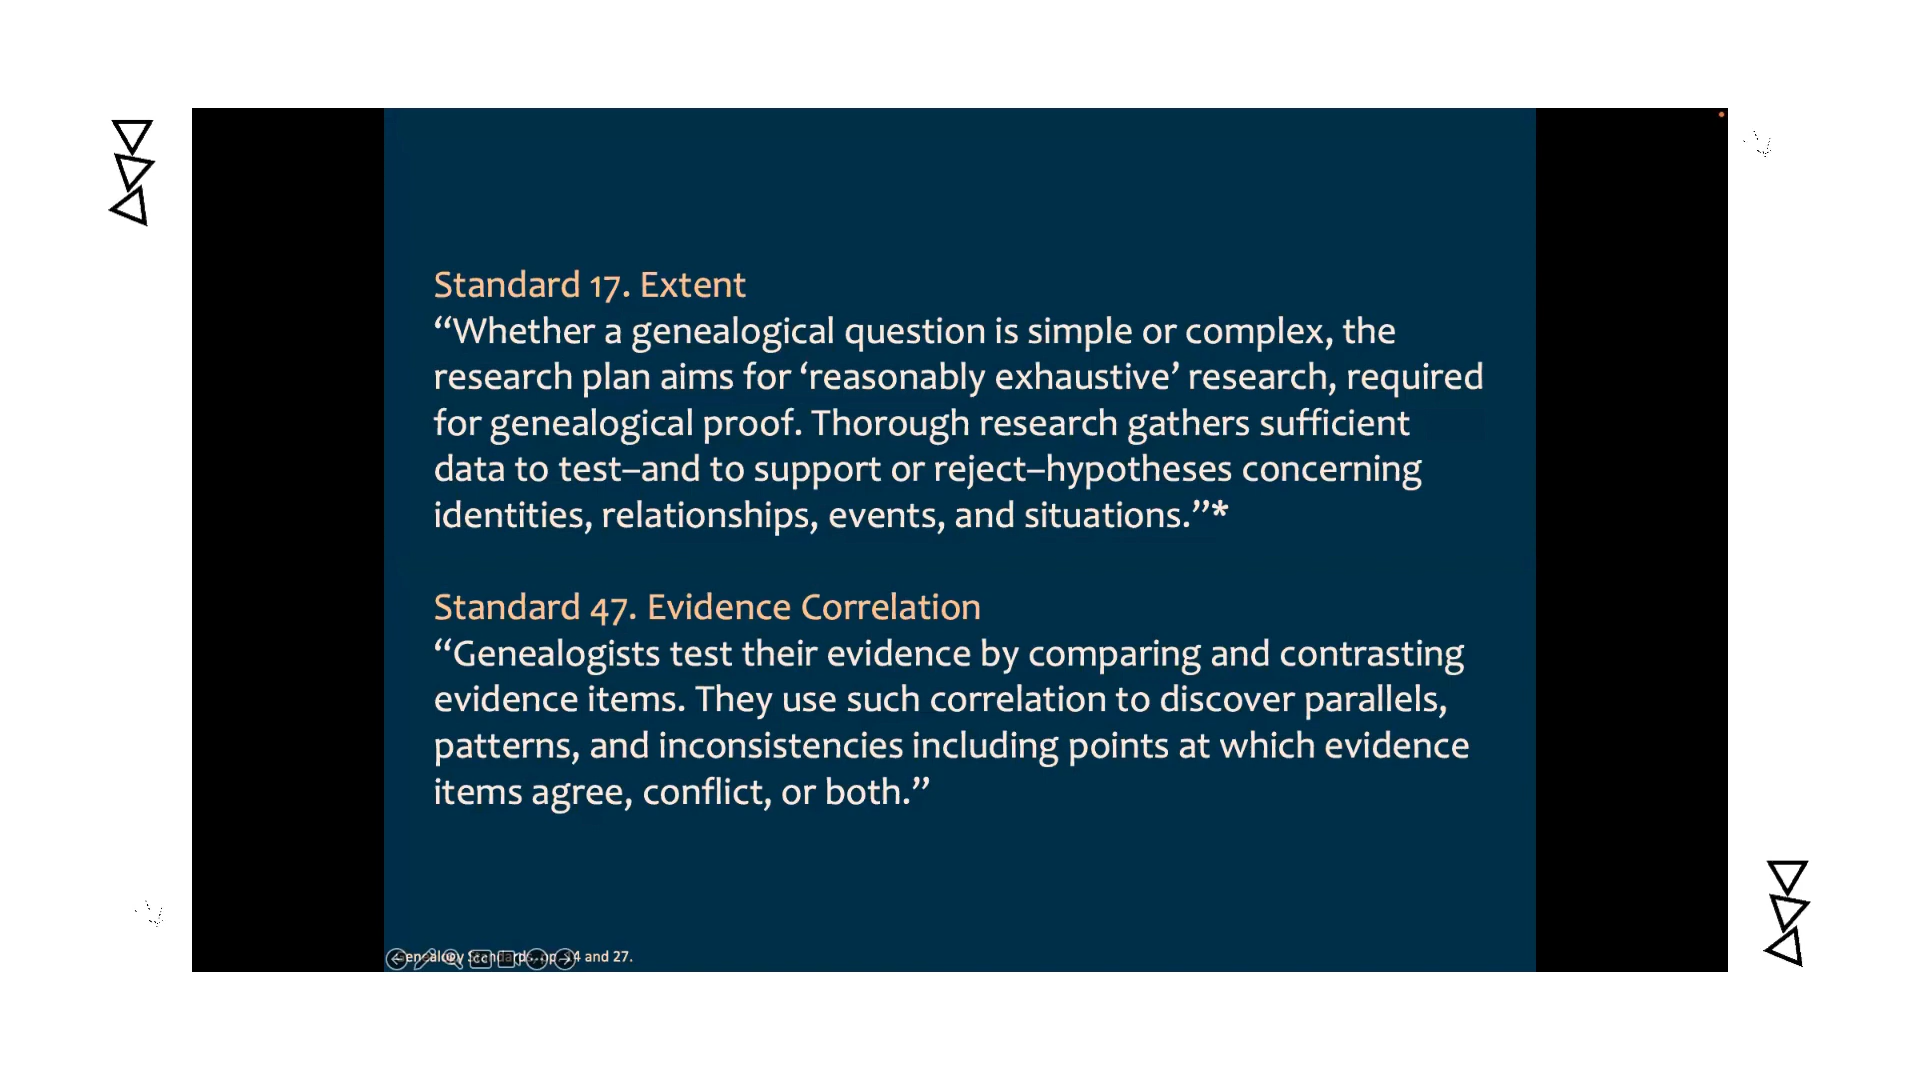 Standard 17. Extent
“Whether a genealogical question is simple or complex, the
research plan aims for ‘reasonably exhaustive’ research, required
for genealogical proof. Thorough research gathers sufficient
data to test–and to support or reject–hypotheses concerning
identities, relationships, events, and situations.”*
Standard 47. Evidence Correlation
“Genealogists test their evidence by comparing and contrasting
evidence items. They use such correlation to discover parallels,
patterns, and inconsistencies including points at which evidence
items agree, conflict, or both.”
Genealogy Standards, pp. 14 and 27.